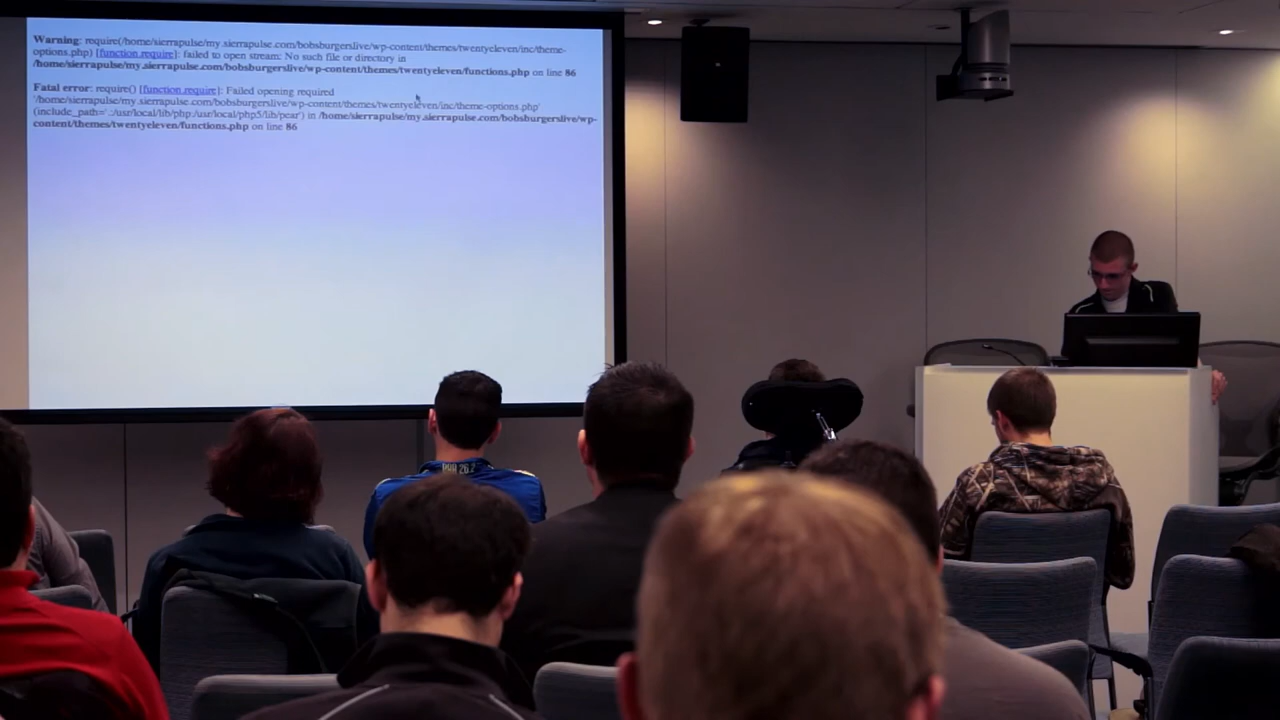 Warning: require(/home/sierrapulse/my.sierrapulse.com/bobsburgerslive/wp-content/themes/twentyeleven/inc/theme-
options.php) [function.require]: failed to open stream: No such file or directory in
/home/sierrapulse/my.sierrapulse.com/bobsburgerslive/wp-content/themes/twentyeleven/functions.php on line 86
Fatal error: require() [function.require]: Failed opening required
'/home/sierrapulse/my.sierrapulse.com/bobsburgerslive/wp-content/themes/twentyeleven/inc/theme-options.php'
(include_path='.:/usr/local/lib/php:/usr/local/php5/lib/pear') in /home/sierrapulse/my.sierrapulse.com/bobsburgerslive/wp-
content/themes/twentyeleven/functions.php on line 86
26.2